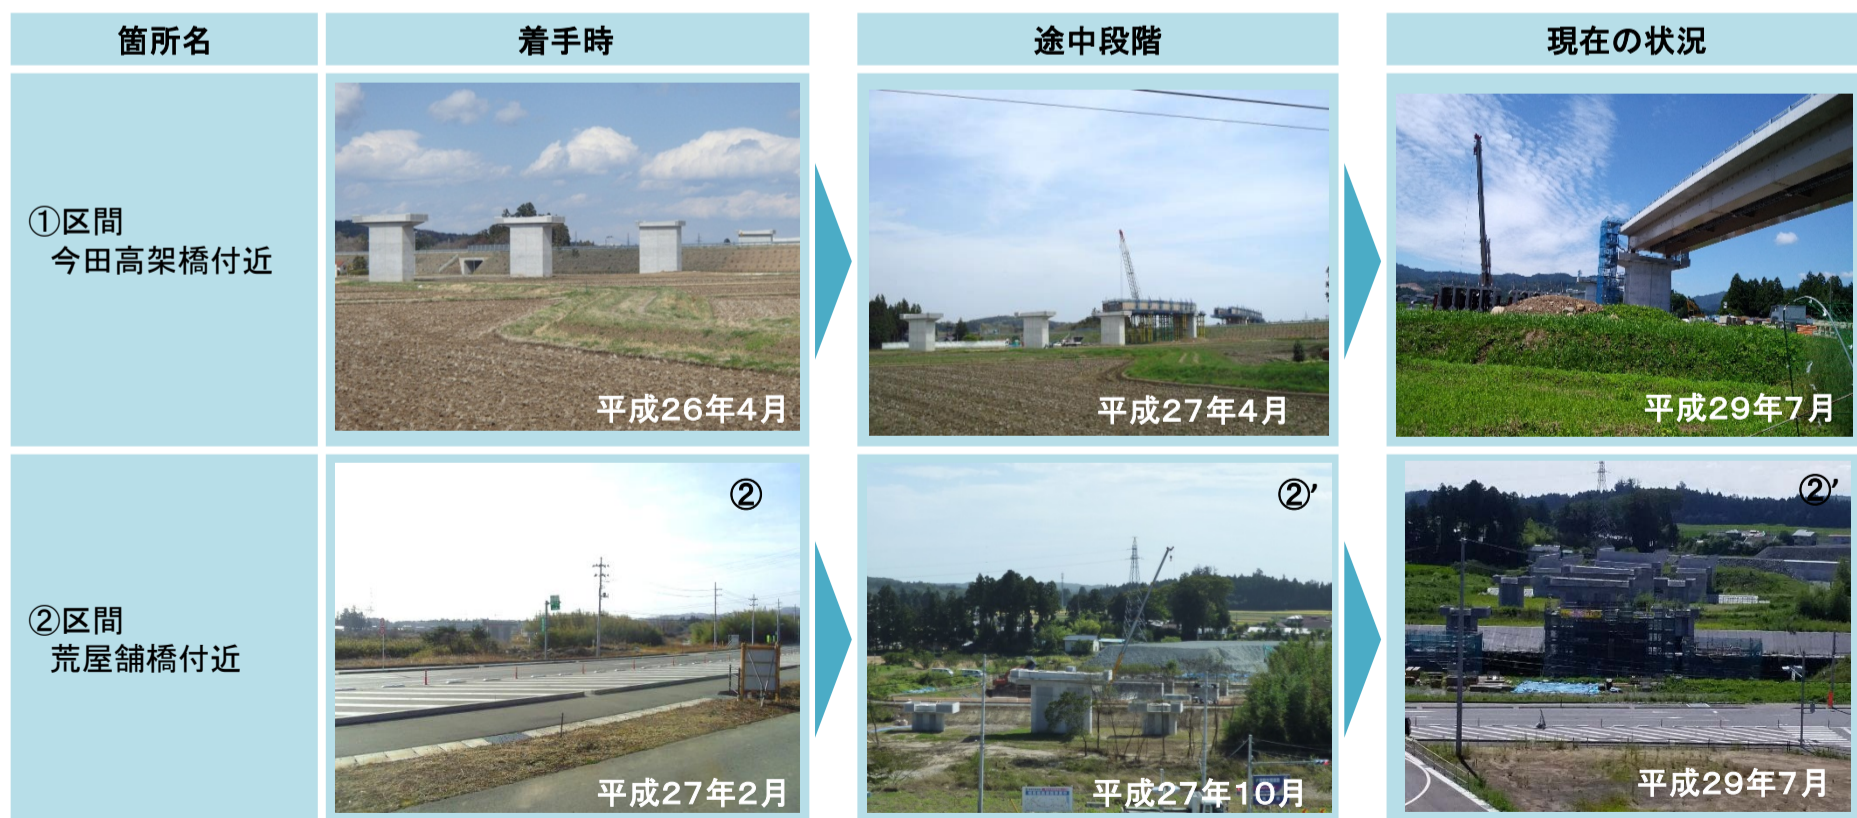 箇所名
着手時
途中段階
現在の状況
①区間
今田高架橋付近
平成26年4月
平成27年4月
平成29年7月
②区間
荒屋舗橋付近
②
平成27年2月
②’
平成27年10月
②’
平成29年7月